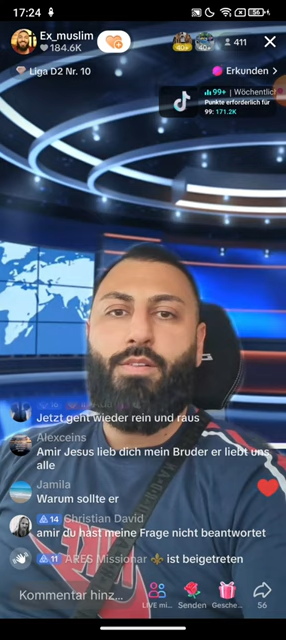 17:24
56%
Ex_muslim
184.6K
411
Liga D2 Nr. 10
Erkunden >
99+ | Wöchentlich
Punkte erforderlich für
99: 171.2K
Jetzt geht wieder rein und raus
Alexceins
Amir Jesus lieb dich mein Bruder er liebt uns
alle
Jamila
Warum sollte er
14 Christian David
amir du hast meine Frage nicht beantwortet
11 ARES Missionar ⚜ ist beigetreten
Kommentar hinz...
LIVE mi...
Senden
Gesche...
56